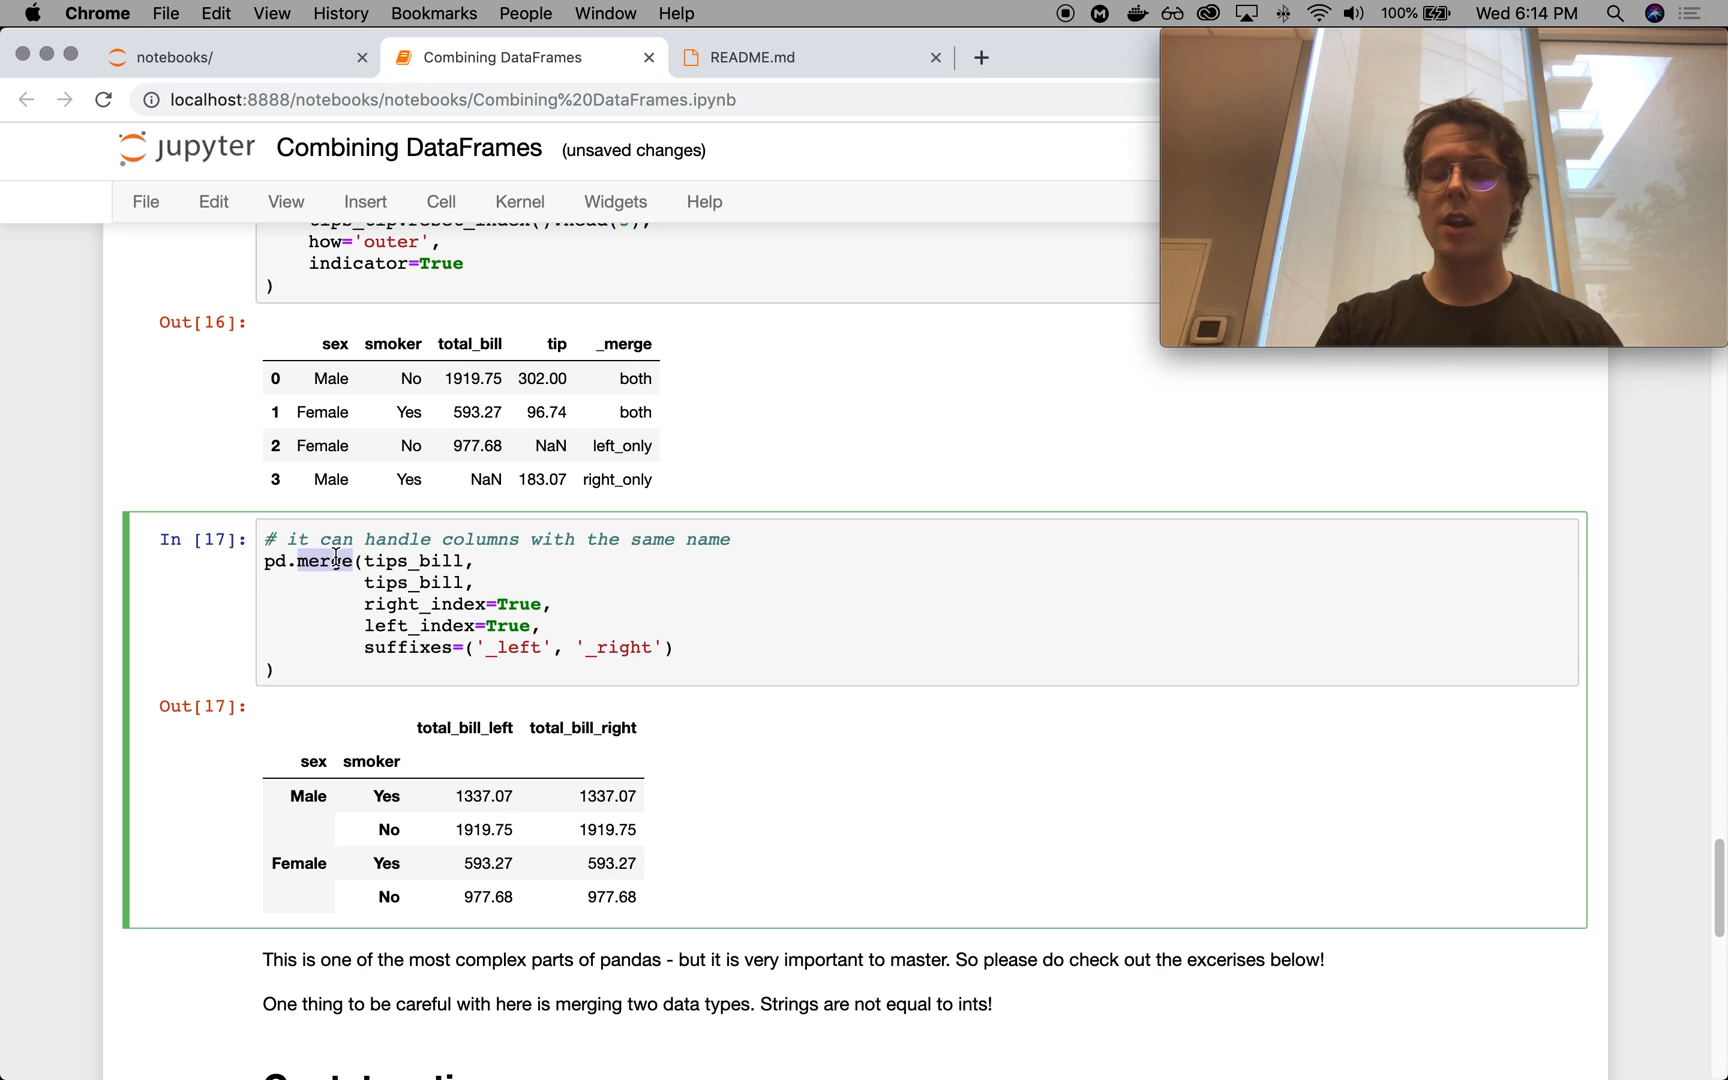 Chrome File Edit View History Bookmarks People Window Help 100% Wed 6:14 PM
notebooks/ Combining DataFrames README.md
localhost:8888/notebooks/notebooks/Combining%20DataFrames.ipynb
jupyter Combining DataFrames (unsaved changes)
File Edit View Insert Cell Kernel Widgets Help
how='outer',
indicator=True
)
Out[16]:
sex smoker total_bill tip _merge
0 Male No 1919.75 302.00 both
1 Female Yes 593.27 96.74 both
2 Female No 977.68 NaN left_only
3 Male Yes NaN 183.07 right_only
In [17]: # it can handle columns with the same name
pd.merge(tips_bill,
tips_bill,
right_index=True,
left_index=True,
suffixes=('_left', '_right')
)
Out[17]:
total_bill_left total_bill_right
sex smoker
Male Yes 1337.07 1337.07
No 1919.75 1919.75
Female Yes 593.27 593.27
No 977.68 977.68
This is one of the most complex parts of pandas - but it is very important to master. So please do check out the excerises below!
One thing to be careful with here is merging two data types. Strings are not equal to ints!